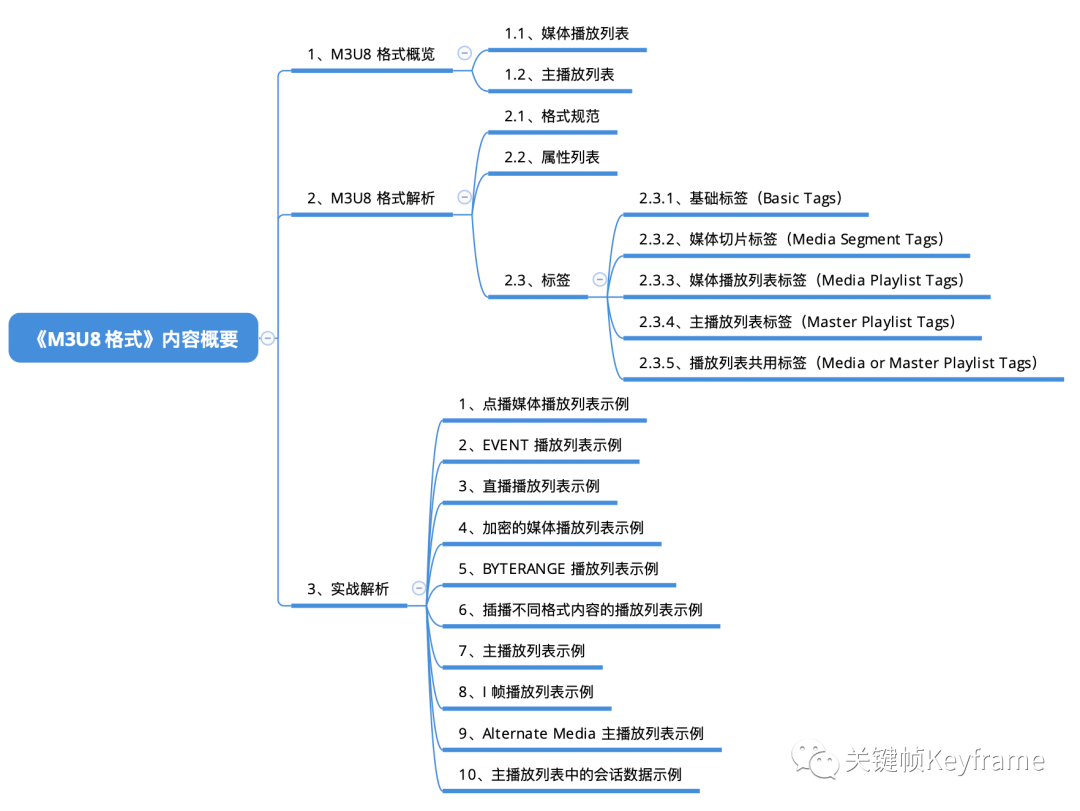 《M3U8 格式》内容概要
1、M3U8 格式概览
1.1、媒体播放列表
1.2、主播放列表
2、M3U8 格式解析
2.1、格式规范
2.2、属性列表
2.3、标签
2.3.1、基础标签（Basic Tags）
2.3.2、媒体切片标签（Media Segment Tags）
2.3.3、媒体播放列表标签（Media Playlist Tags）
2.3.4、主播放列表标签（Master Playlist Tags）
2.3.5、播放列表共用标签（Media or Master Playlist Tags）
3、实战解析
1、点播媒体播放列表示例
2、EVENT 播放列表示例
3、直播播放列表示例
4、加密的媒体播放列表示例
5、BYTERANGE 播放列表示例
6、插播不同格式内容的播放列表示例
7、主播放列表示例
8、I 帧播放列表示例
9、Alternate Media 主播放列表示例
10、主播放列表中的会话数据示例
关键帧Keyframe